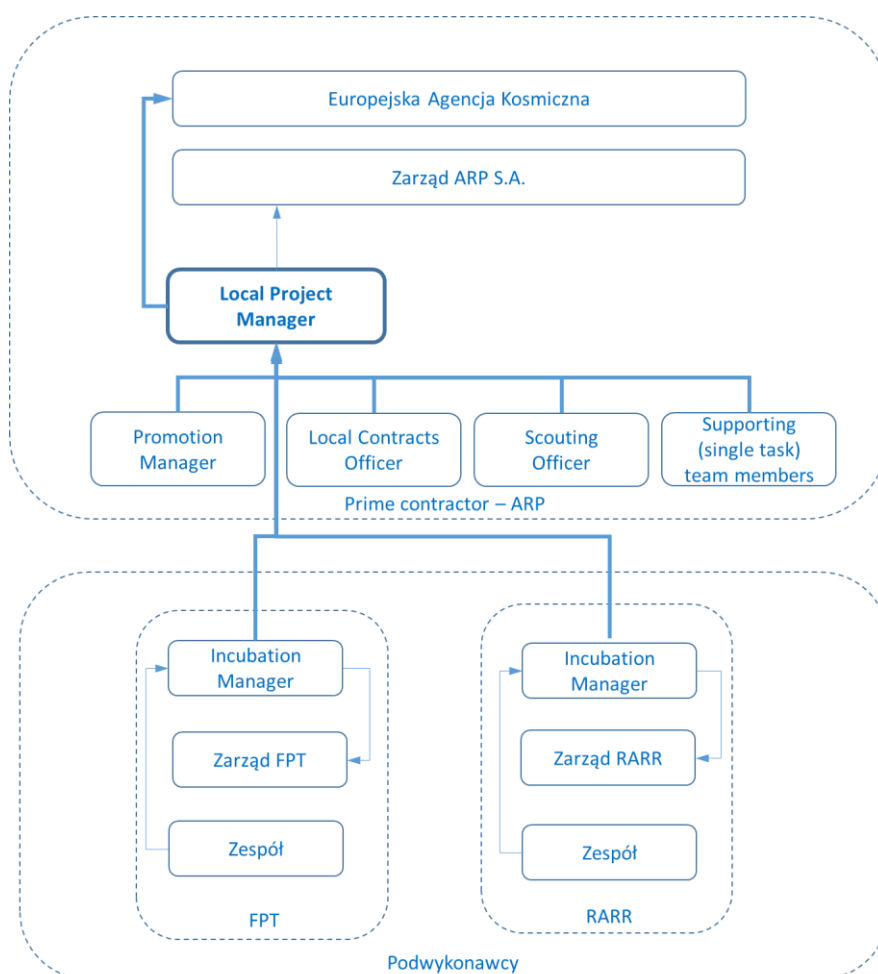 Europejska Agencja Kosmiczna
Zarząd ARP S.A.
Local Project
Manager
Promotion
Manager
Local Contracts
Officer
Scouting
Officer
Supporting
(single task)
team members
Prime contractor – ARP
Incubation
Manager
Zarząd FPT
Zespół
FPT
Incubation
Manager
Zarząd RARR
Zespół
RARR
Podwykonawcy